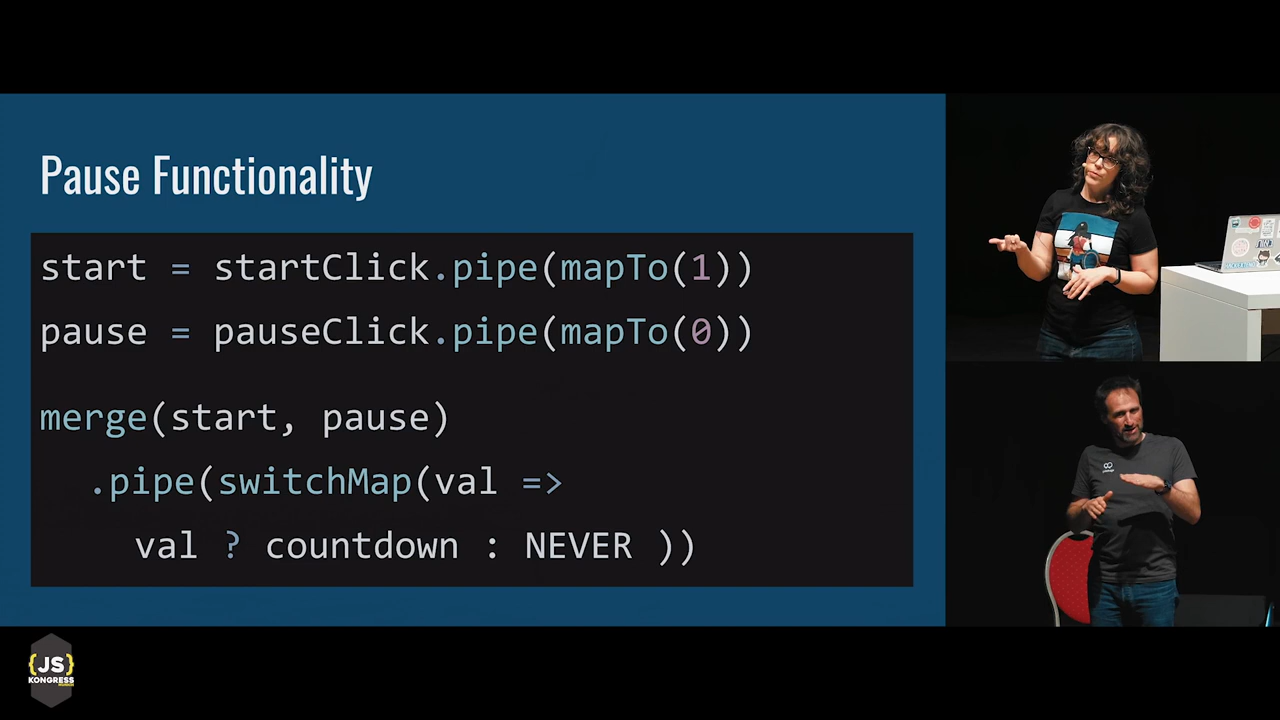 Pause Functionality
start = startClick.pipe(mapTo(1))
pause = pauseClick.pipe(mapTo(0))
merge(start, pause)
.pipe(switchMap(val =>
val ? countdown : NEVER ))
{JS}
KONGRESS